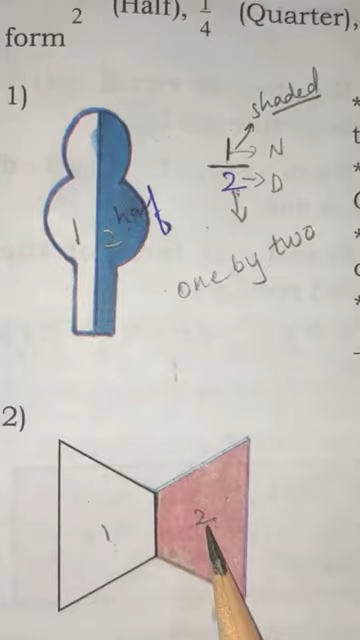 (Half), 1/4 (Quarter),
form 2
1)
shaded
1 → N
2 → D
1 2 half
one by two
2)
1 2